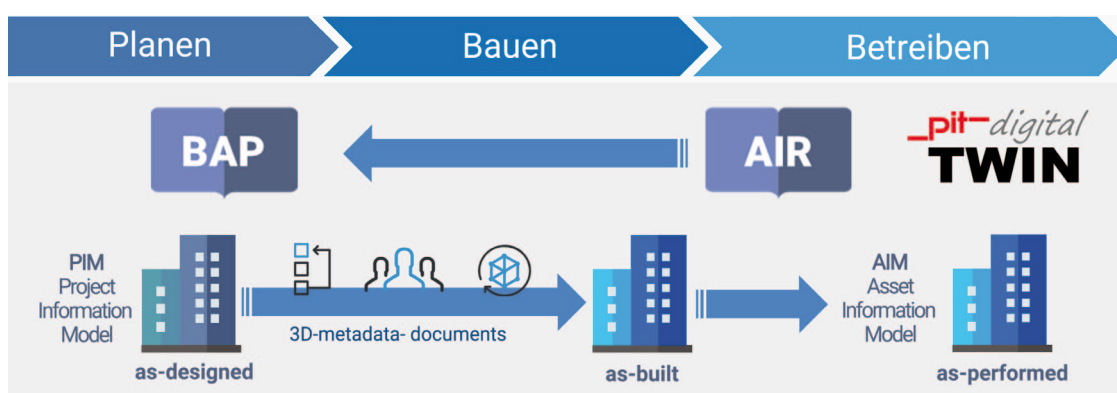 Planen
Bauen
Betreiben
BAP
AIR
_pit-digital
TWIN
PIM
Project
Information
Model
3D-metadata- documents
AIM
Asset
Information
Model
as-designed
as-built
as-performed